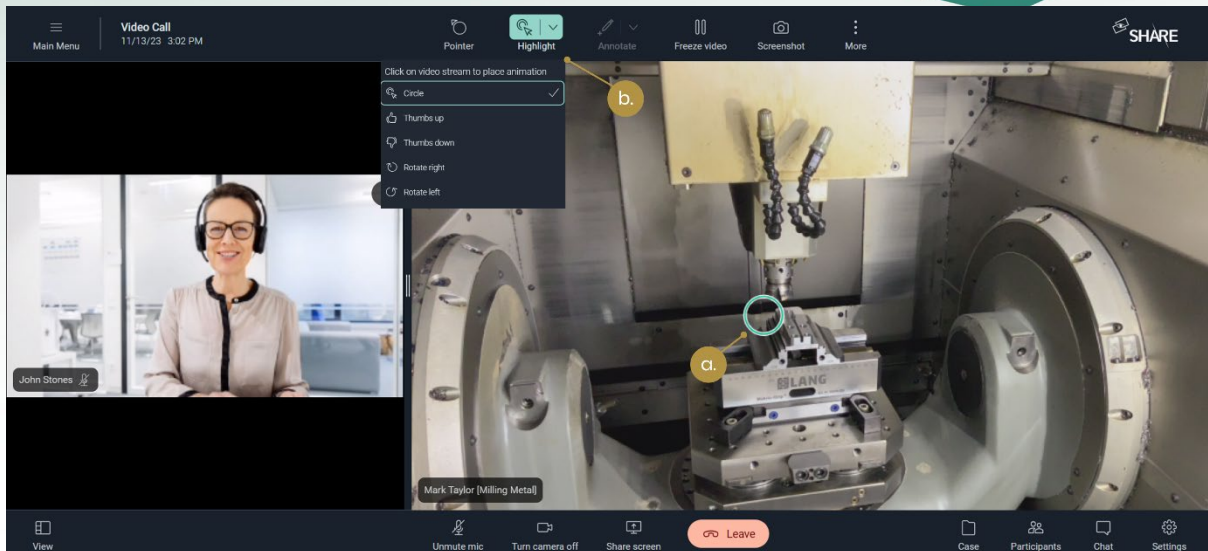 Main Menu
Video Call
11/13/23 3:02 PM
Pointer
Highlight
Annotate
Freeze video
Screenshot
More
SHARE
Click on video stream to place animation
Circle
Thumbs up
Thumbs down
Rotate right
Rotate left
b.
a.
LANG
John Stones
Mark Taylor [Milling Metal]
View
Unmute mic
Turn camera off
Share screen
Leave
Case
Participants
Chat
Settings